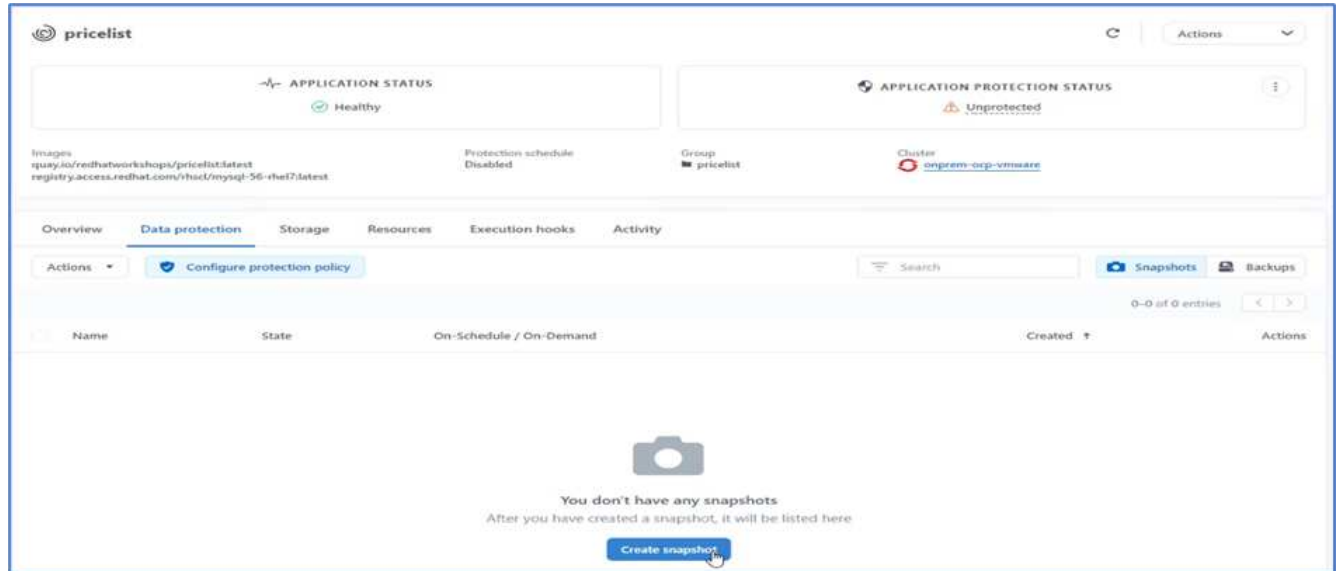 pricelist
Actions
APPLICATION STATUS
Healthy
APPLICATION PROTECTION STATUS
Unprotected
Images
quay.io/redhatworkshops/pricelist:latest
registry.access.redhat.com/rhscl/mysql-56-rhel7:latest
Protection schedule
Disabled
Group
pricelist
Cluster
onprem-ocp-vmware
Overview Data protection Storage Resources Execution hooks Activity
Actions Configure protection policy Search Snapshots Backups
0-0 of 0 entries < >
Name State On-Schedule / On-Demand Created ↑ Actions
You don't have any snapshots
After you have created a snapshot, it will be listed here
Create snapshot